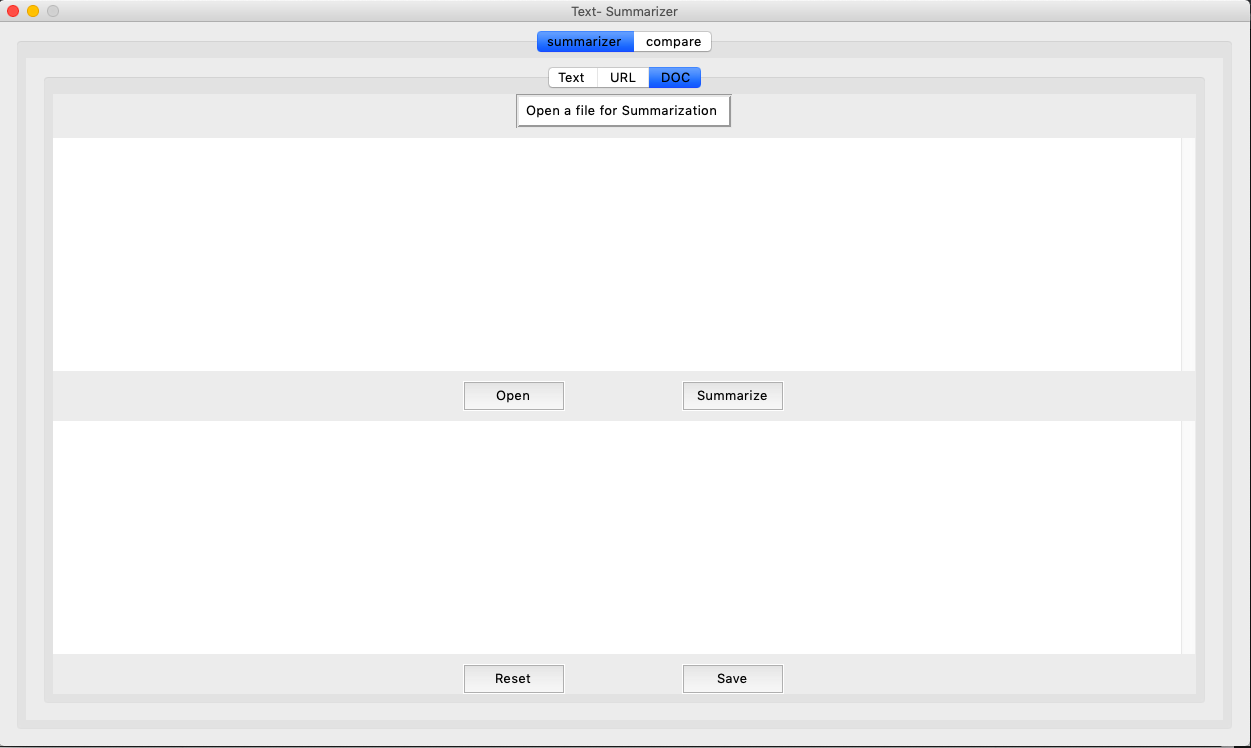 Text- Summarizer
summarizer compare
Text URL DOC
Open a file for Summarization
Open Summarize
Reset Save